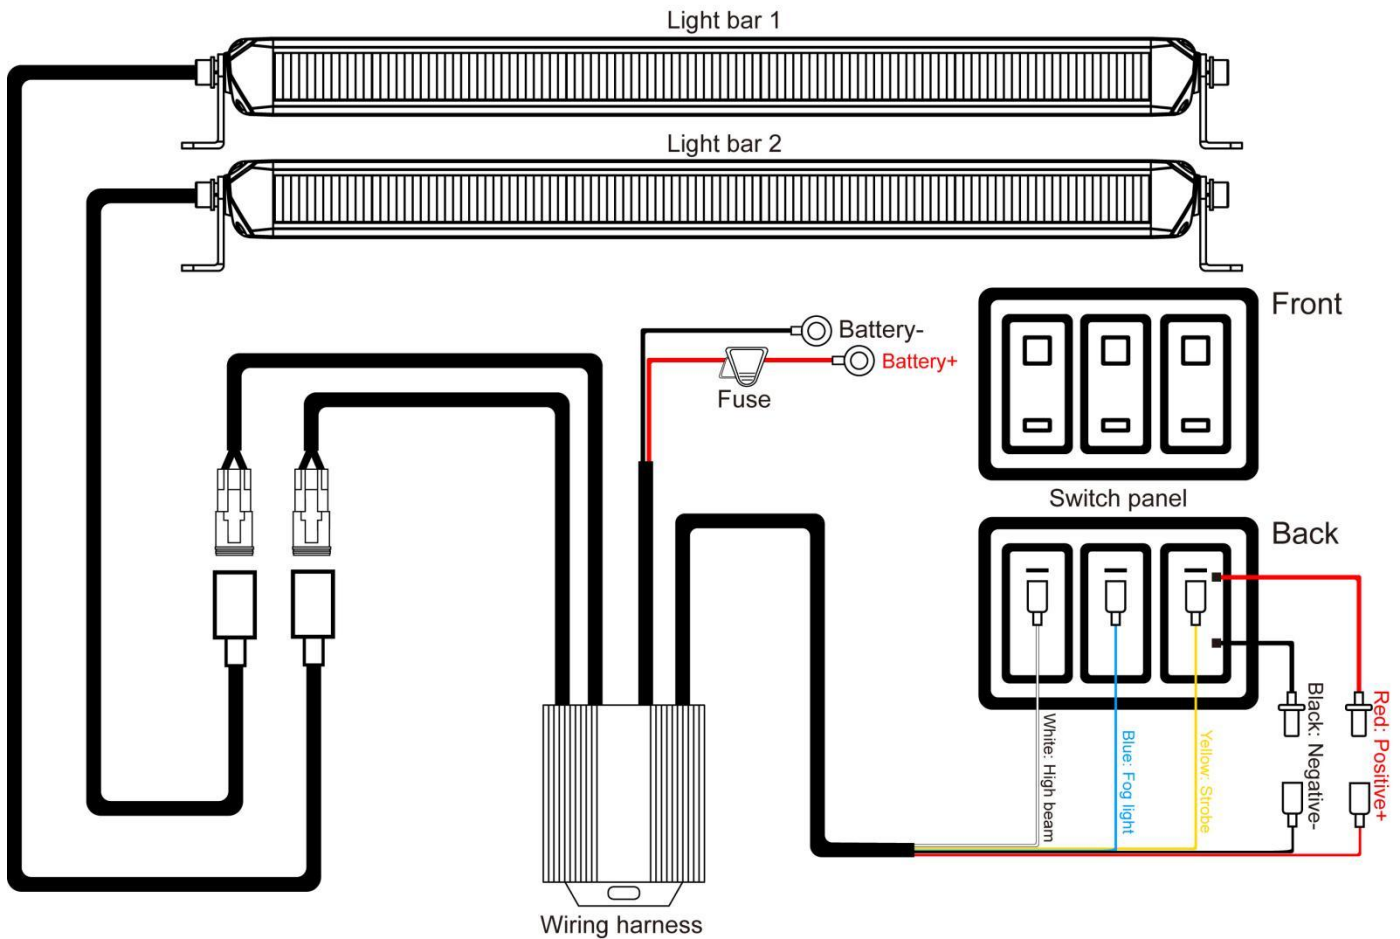 Light bar 1
Light bar 2
Front
Battery-
Battery+
Fuse
Switch panel
Back
White: High beam
Blue: Fog light
Yellow: Strobe
Black: Negative-
Red: Positive+
Wiring harness